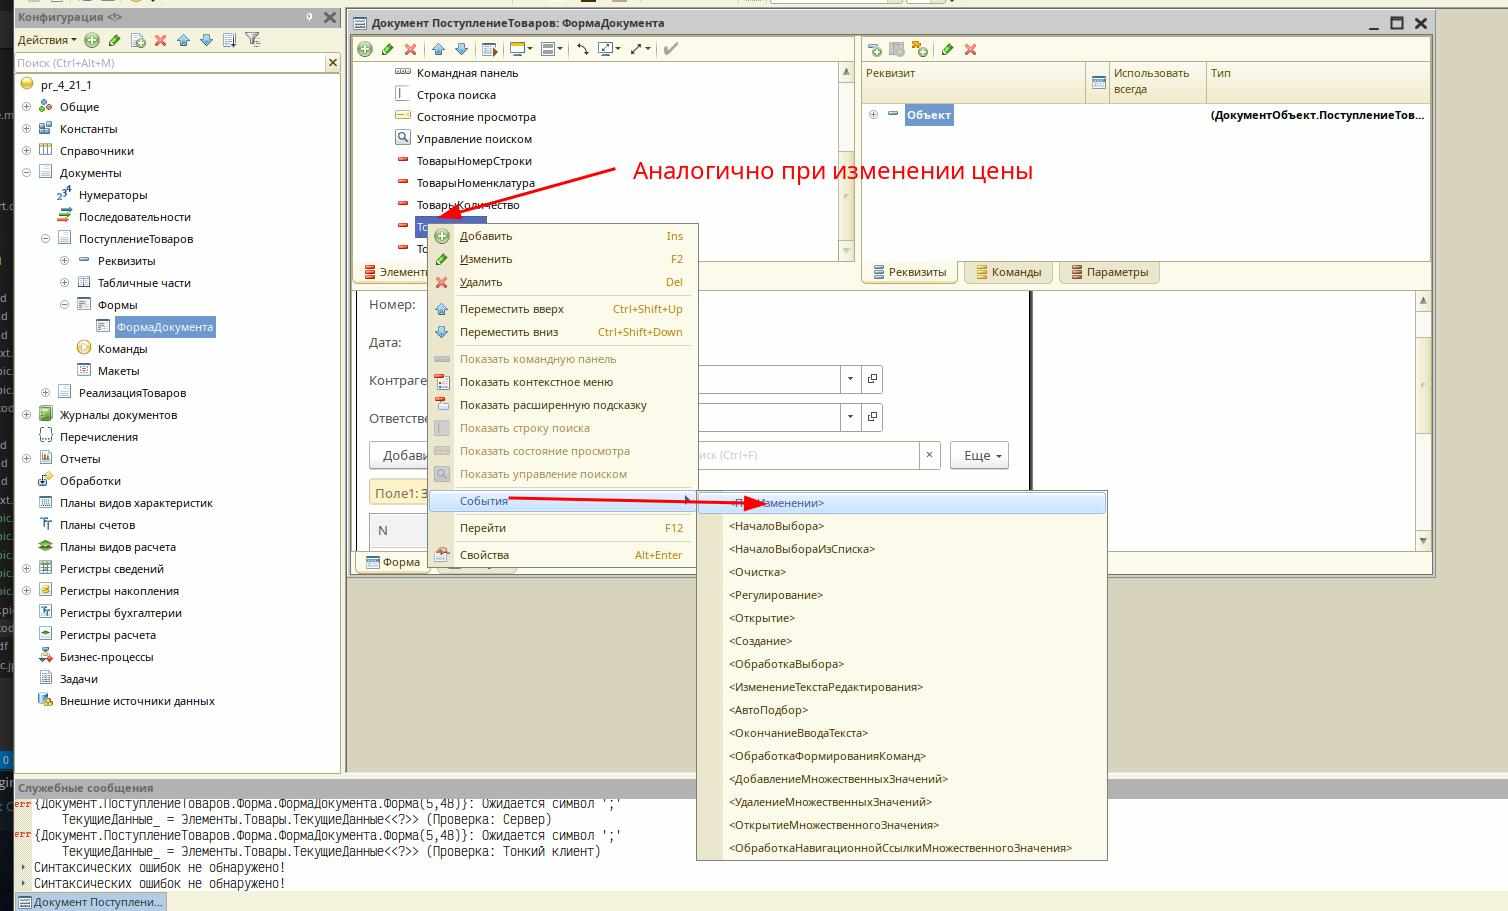 Конфигурация <!>
Действия
Поиск (Ctrl+Alt+M)
pr_4_21_1
Общие
Константы
Справочники
Документы
Нумераторы
Последовательности
ПоступлениеТоваров
Реквизиты
Табличные части
Формы
ФормаДокумента
Команды
Макеты
РеализацияТоваров
Журналы документов
Перечисления
Отчеты
Обработки
Планы видов характеристик
Планы счетов
Планы видов расчета
Регистры сведений
Регистры накопления
Регистры бухгалтерии
Регистры расчета
Бизнес-процессы
Задачи
Внешние источники данных
Документ ПоступлениеТоваров: ФормаДокумента
Командная панель
Строка поиска
Состояние просмотра
Управление поиском
ТоварыНомерСтроки
ТоварыНоменклатура
ТоварыКоличество
Аналогично при изменении цены
Реквизит
Использовать всегда
Тип
Объект
(ДокументОбъект.ПоступлениеТов...
Реквизиты
Команды
Параметры
Номер:
Дата:
Еще
N
Форма
Добавить Ins
Изменить F2
Удалить Del
Переместить вверх Ctrl+Shift+Up
Переместить вниз Ctrl+Shift+Down
Показать командную панель
Показать контекстное меню
Показать расширенную подсказку
Показать строку поиска
Показать состояние просмотра
Показать управление поиском
События
Перейти F12
Свойства Alt+Enter
<ПриИзменении>
<НачалоВыбора>
<НачалоВыбораИзСписка>
<Очистка>
<Регулирование>
<Открытие>
<Создание>
<ОбработкаВыбора>
<ИзменениеТекстаРедактирования>
<АвтоПодбор>
<ОкончаниеВводаТекста>
<ОбработкаФормированияКоманд>
<ДобавлениеМножественныхЗначений>
<УдалениеМножественныхЗначений>
<ОткрытиеМножественногоЗначения>
<ОбработкаНавигационнойСсылкиМножественногоЗначения>
Служебные сообщения
err {Документ.ПоступлениеТоваров.Форма.ФормаДокумента.Форма(5,48)}: Ожидается символ ';'
ТекущиеДанные_ = Элементы.Товары.ТекущиеДанные<<?>> (Проверка: Сервер)
err {Документ.ПоступлениеТоваров.Форма.ФормаДокумента.Форма(5,48)}: Ожидается символ ';'
ТекущиеДанные_ = Элементы.Товары.ТекущиеДанные<<?>> (Проверка: Тонкий клиент)
Синтаксических ошибок не обнаружено!
Синтаксических ошибок не обнаружено!
Документ Поступлени...